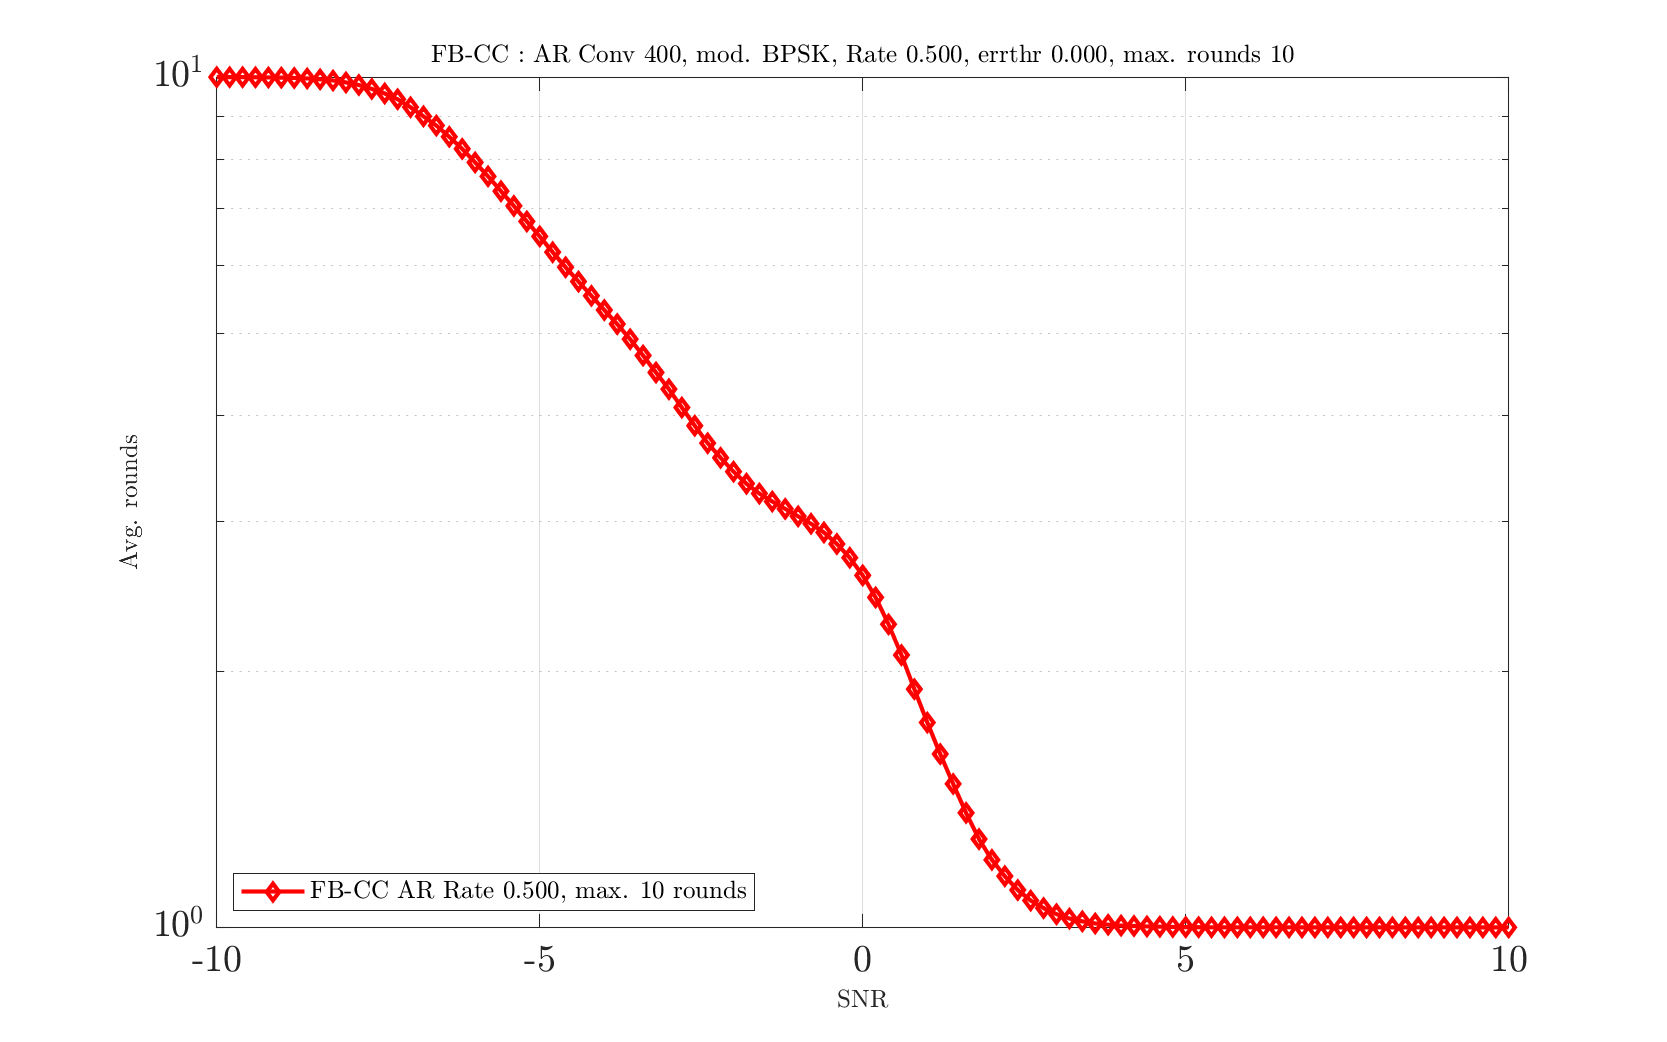 FB-CC : AR Conv 400, mod. BPSK, Rate 0.500, errthr 0.000, max. rounds 10
10^1
Avg. rounds
FB-CC AR Rate 0.500, max. 10 rounds
10^0
-10 -5 0 5 10
SNR